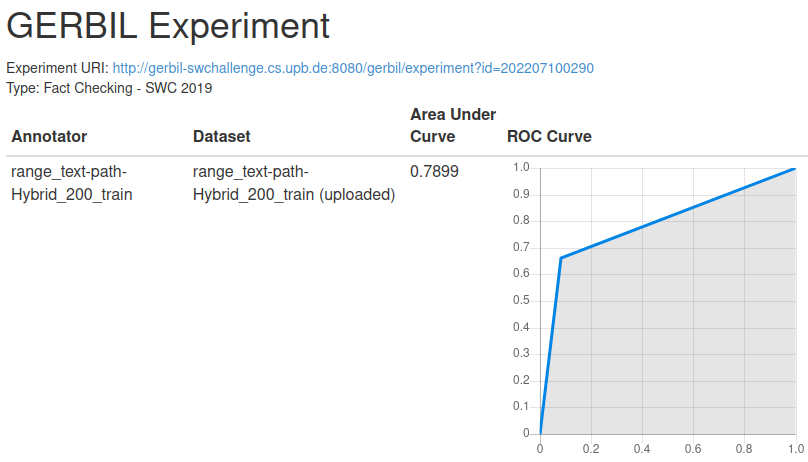 GERBIL Experiment
Experiment URI: http://gerbil-swchallenge.cs.upb.de:8080/gerbil/experiment?id=202207100290
Type: Fact Checking - SWC 2019
Area Under
Annotator Dataset Curve ROC Curve
range_text-path- range_text-path- 0.7899
Hybrid_200_train Hybrid_200_train (uploaded)
1.0
0.9
0.8
0.7
0.6
0.5
0.4
0.3
0.2
0.1
0
0 0.2 0.4 0.6 0.8 1.0